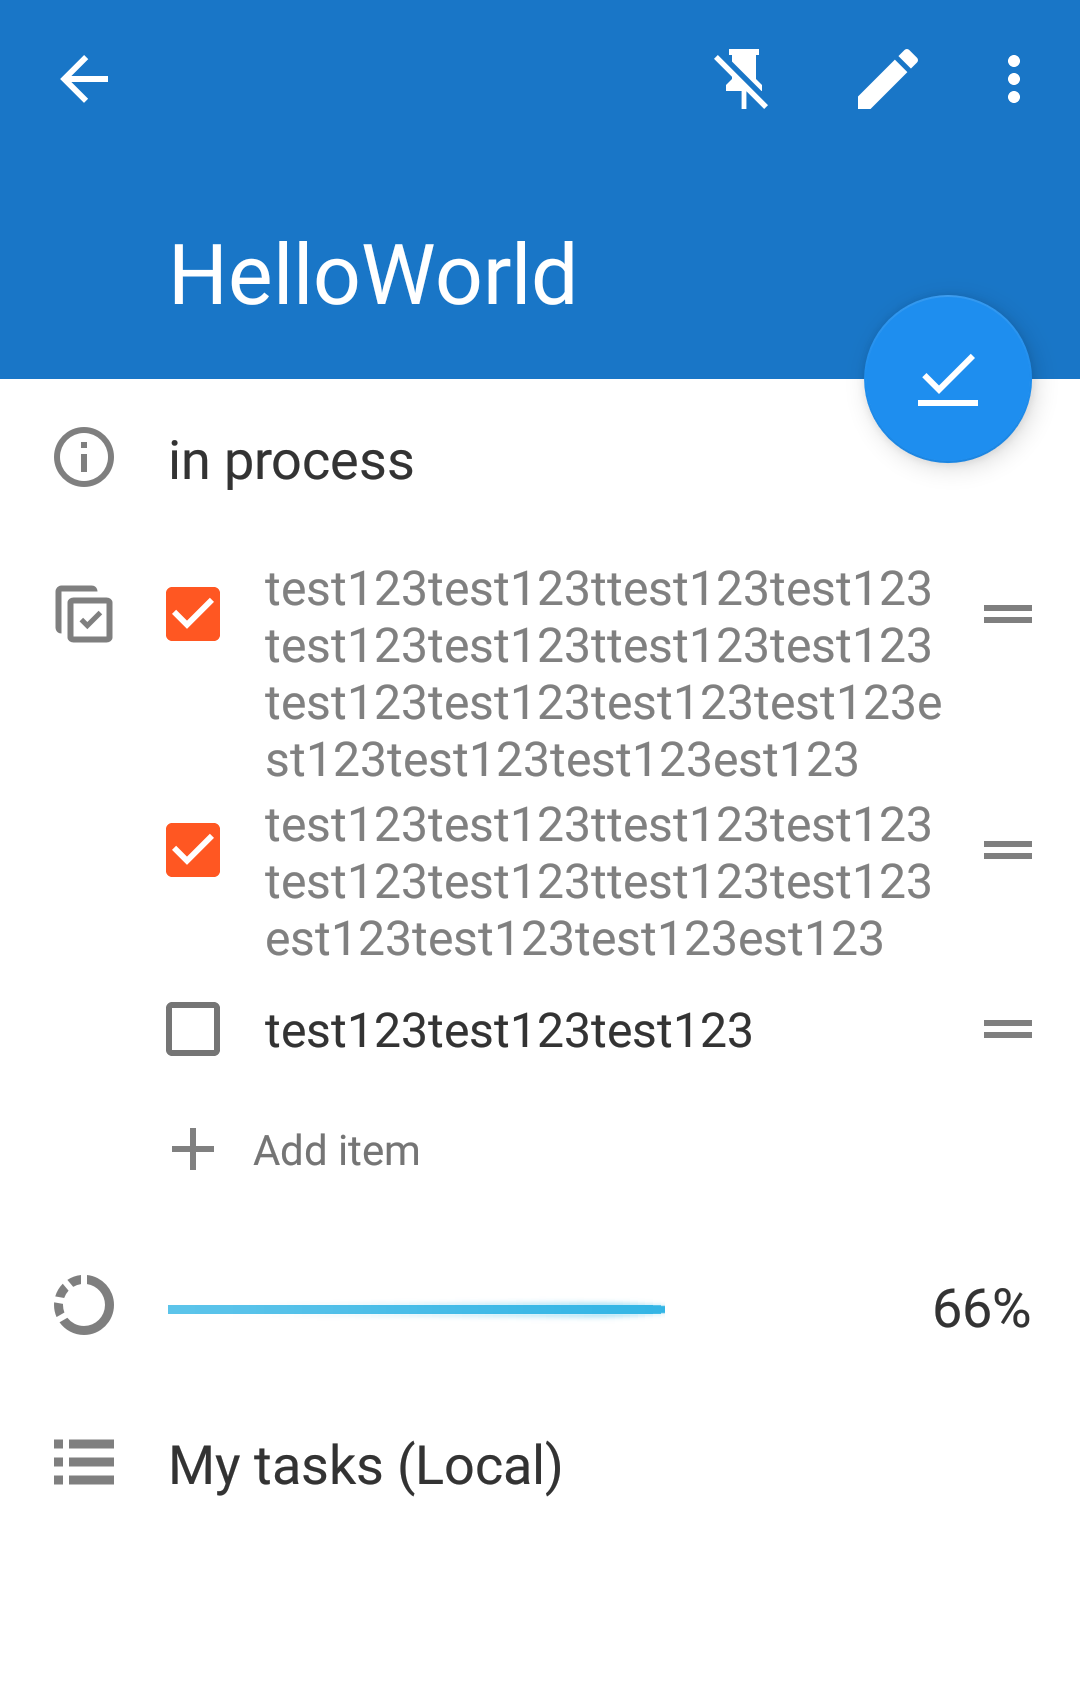 HelloWorld
in process
test123test123ttest123test123
test123test123ttest123test123
test123test123test123test123e
st123test123test123est123
test123test123ttest123test123
test123test123ttest123test123
est123test123test123est123
test123test123test123
Add item
66%
My tasks (Local)